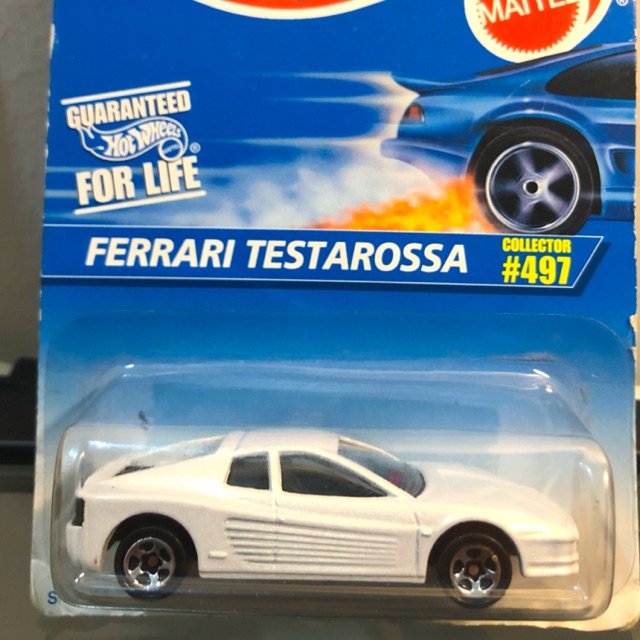 MATTEL
®
GUARANTEED
Hot Wheels
®
FOR LIFE
FERRARI TESTAROSSA
COLLECTOR
#497
S